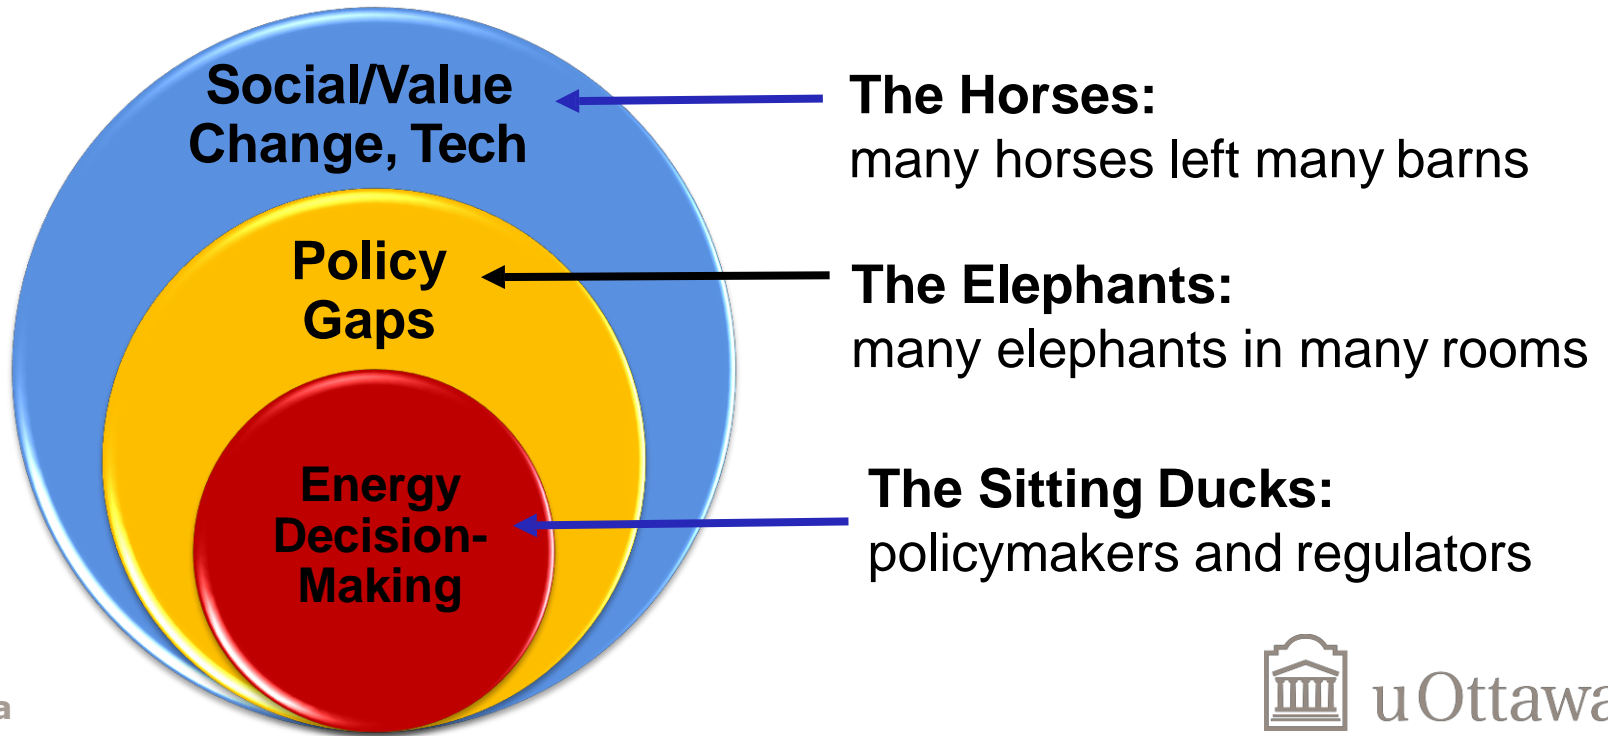 Social/Value
Change, Tech
The Horses:
many horses left many barns
Policy
Gaps
The Elephants:
many elephants in many rooms
Energy
Decision-
Making
The Sitting Ducks:
policymakers and regulators
a
uOttawa